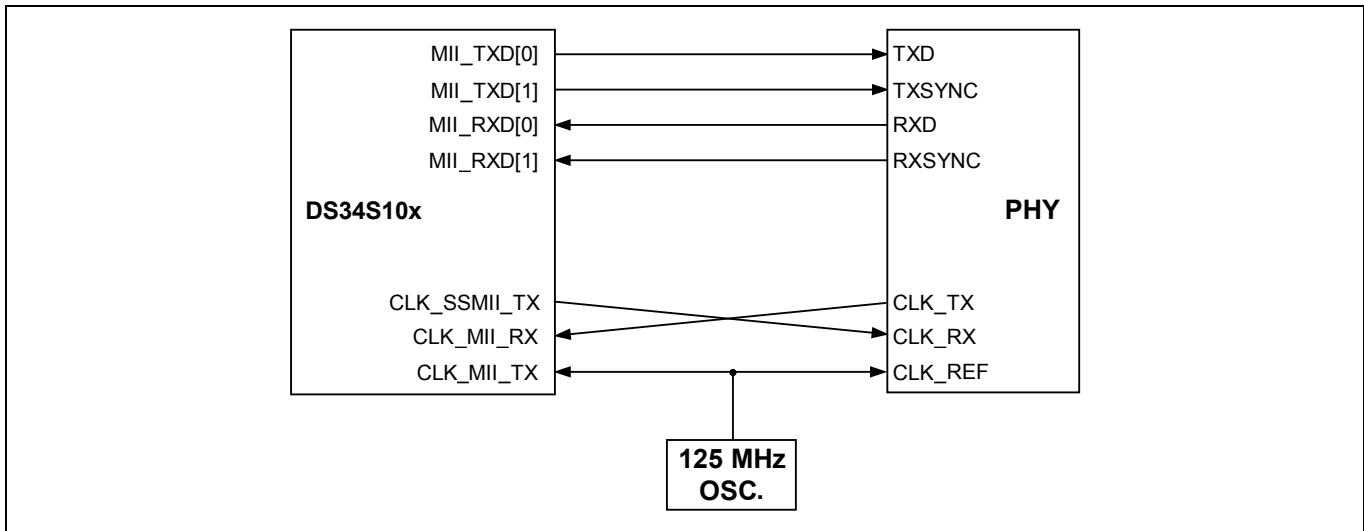 MII_TXD[0]
TXD
MII_TXD[1]
TXSYNC
MII_RXD[0]
RXD
MII_RXD[1]
RXSYNC
DS34S10x
PHY
CLK_SSMII_TX
CLK_TX
CLK_MII_RX
CLK_RX
CLK_MII_TX
CLK_REF
125 MHz
OSC.